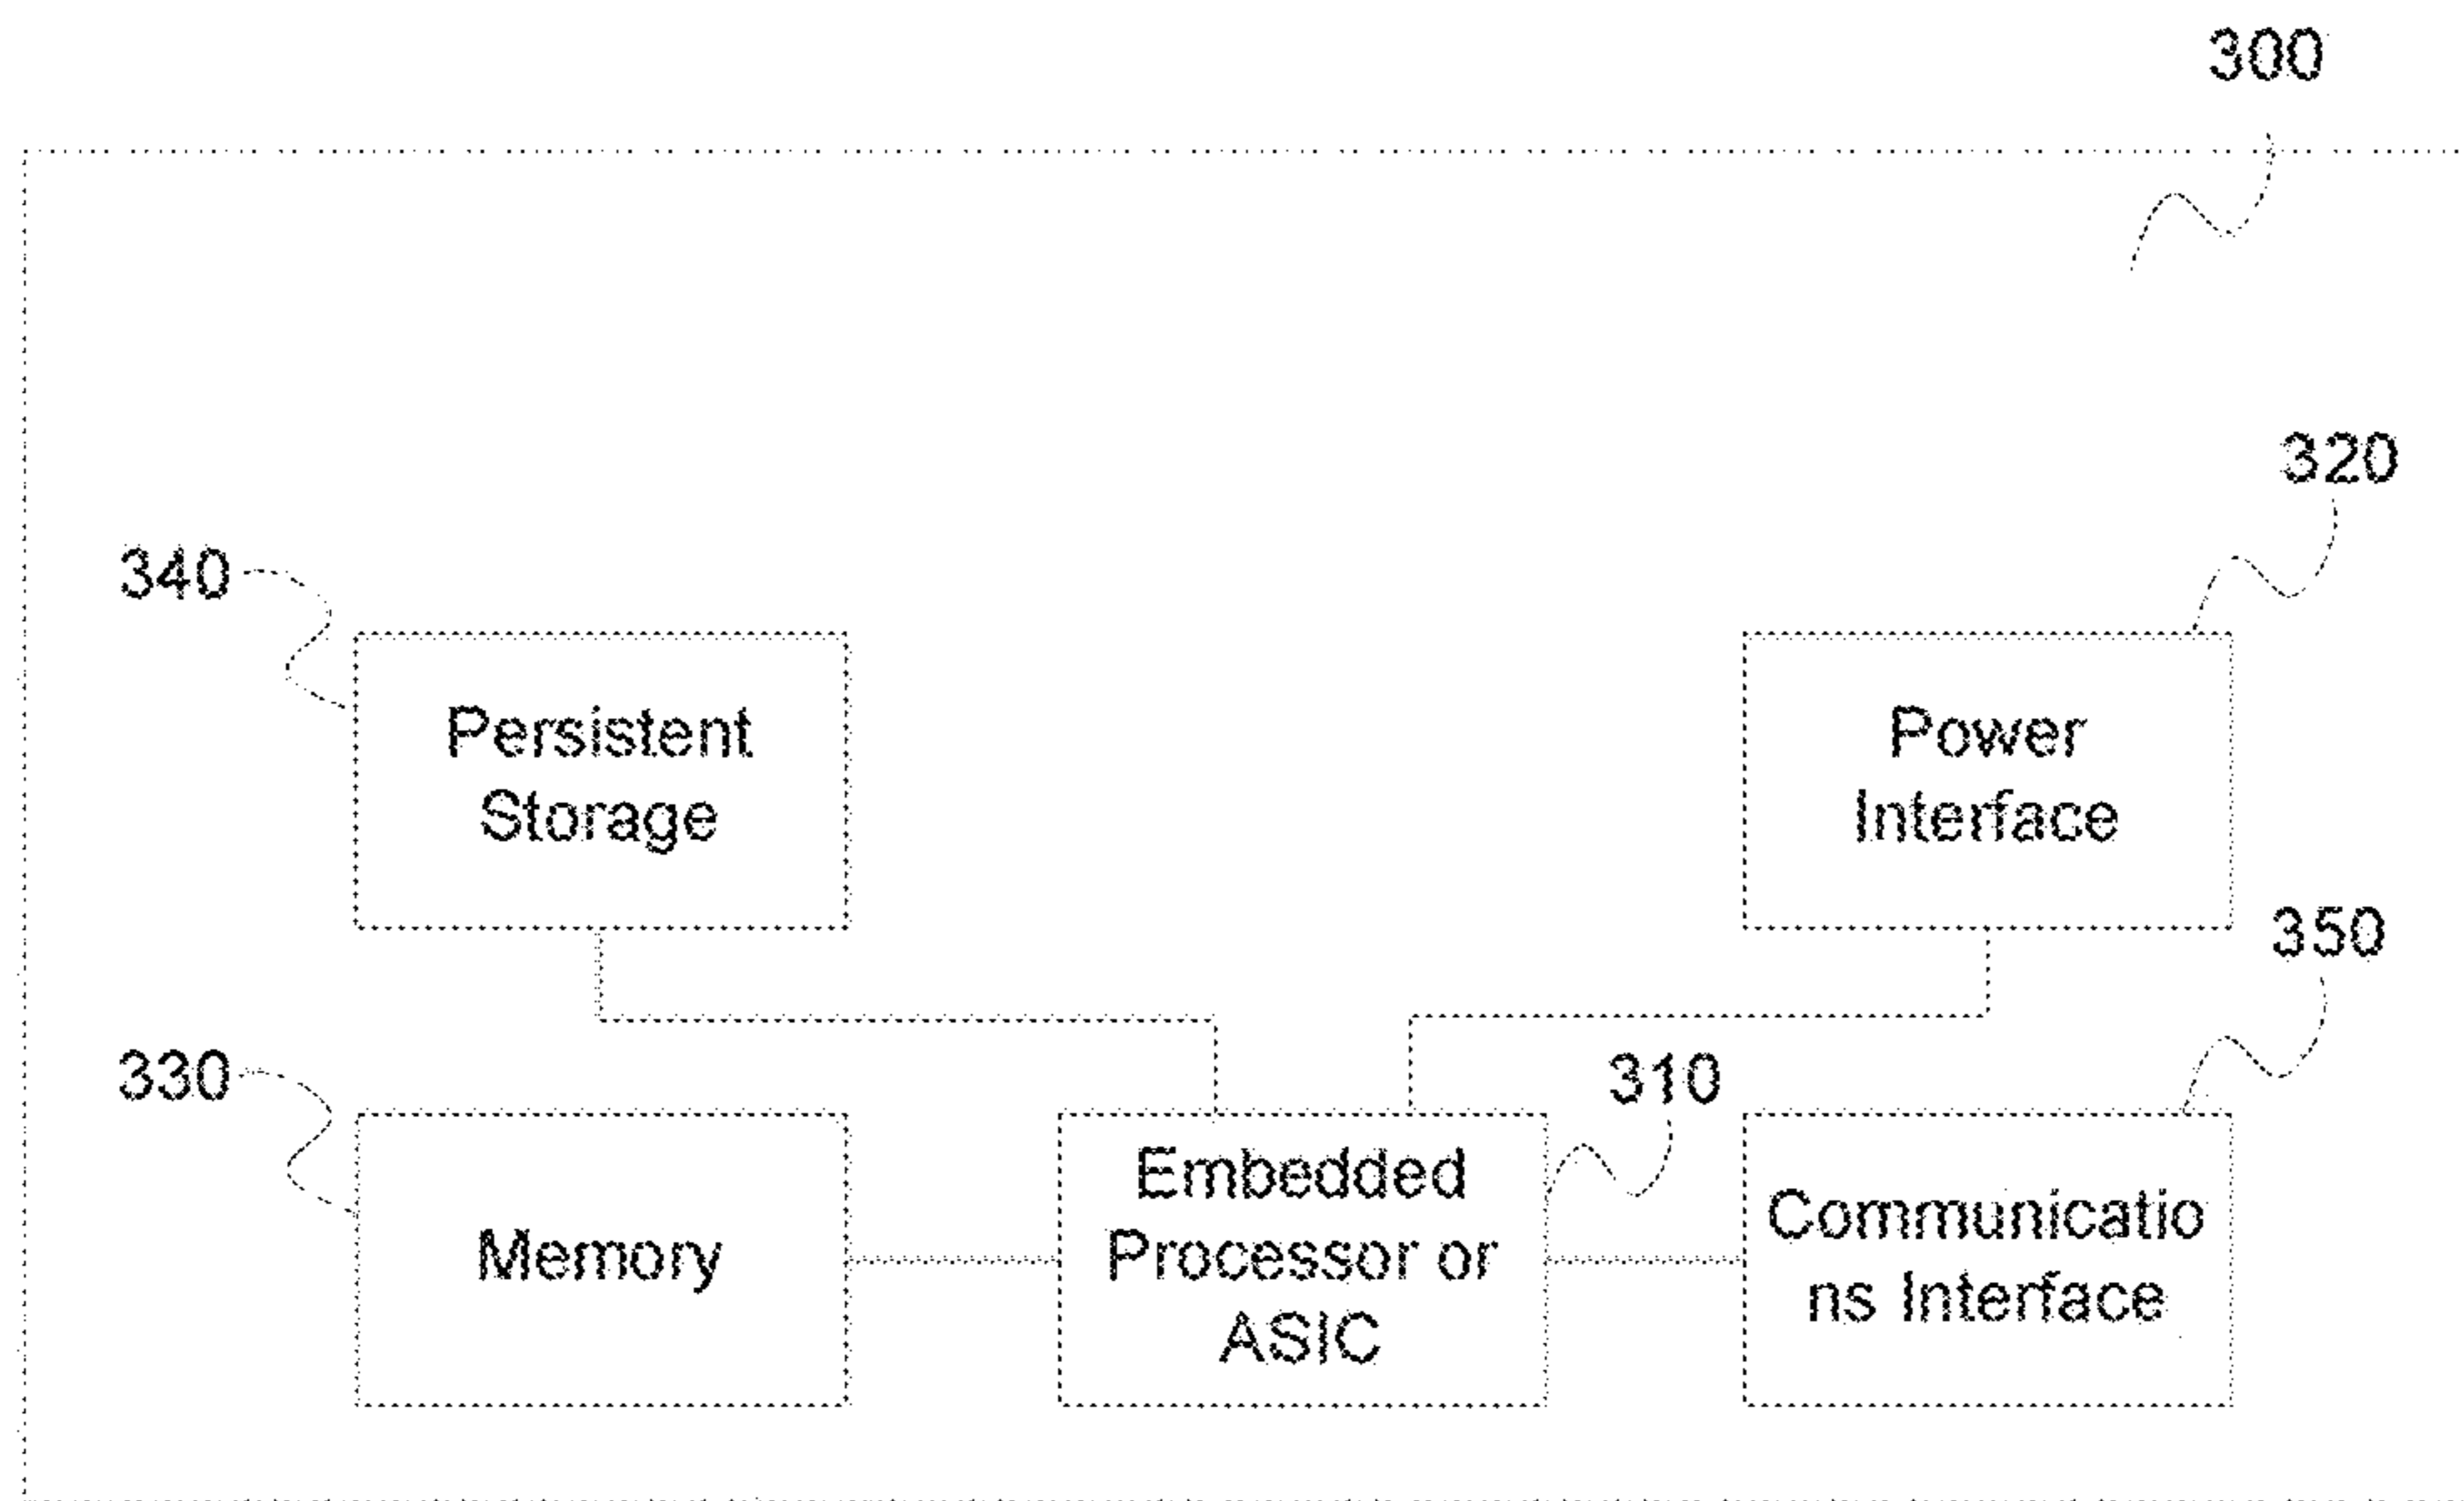 300
320
340
Persistent
Storage
Power
Interface
350
330
310
Memory
Embedded
Processor or
ASIC
Communicatio
ns Interface